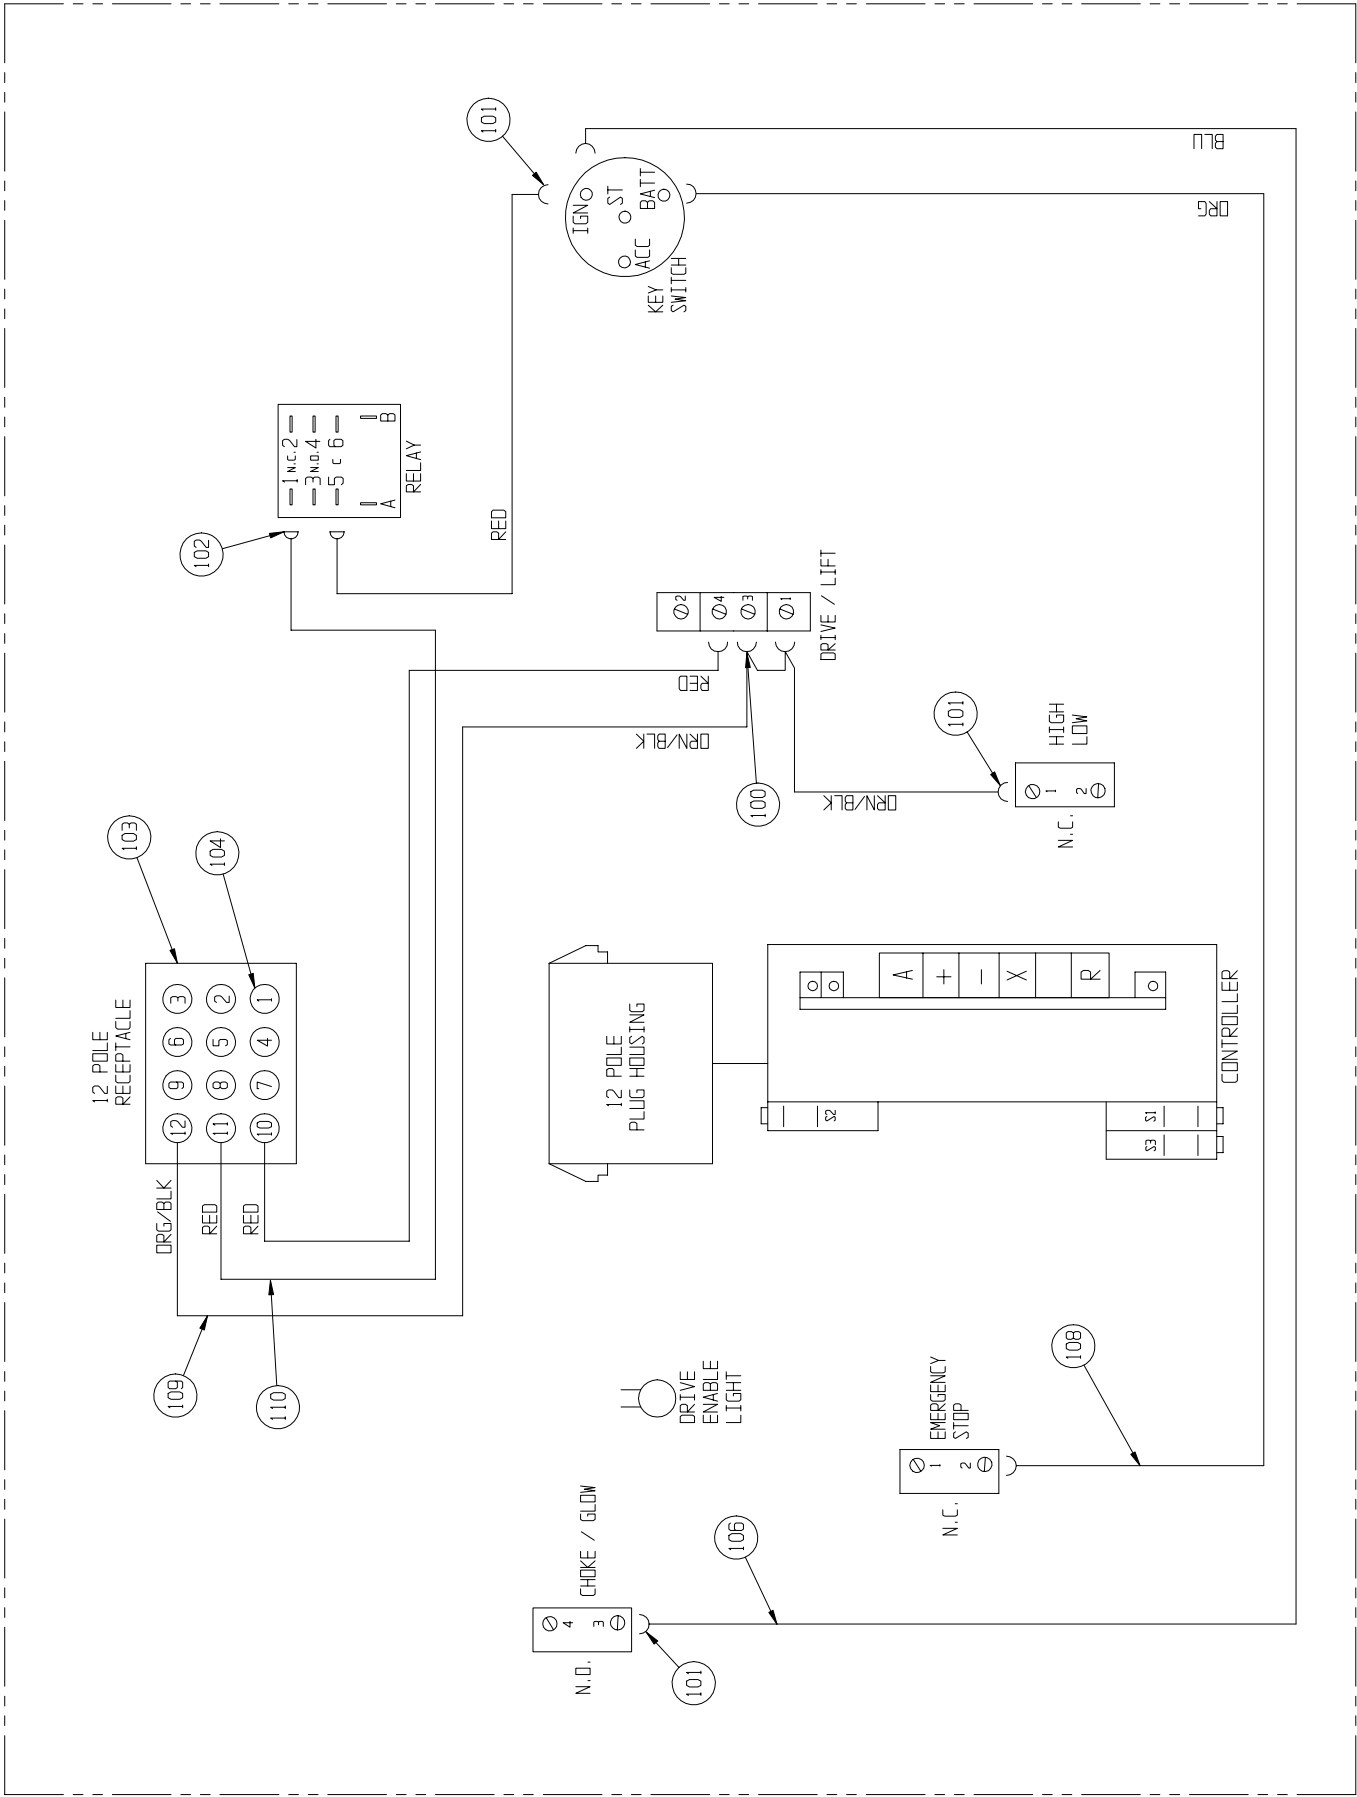 12 POLE
RECEPTACLE
3
6
9
12
2
5
8
11
1
4
7
10
103
104
ORG/BLK
RED
RED
109
110
102
1 N.C. 2
3 N.O. 4
5 C 6
A
B
RELAY
RED
101
IGN
ST
BATT
ACC
KEY
SWITCH
BLU
ORG
2
4
3
1
DRIVE / LIFT
RED
ORN/BLK
100
ORN/BLK
101
HIGH
LOW
1
2
N.C.
12 POLE
PLUG HOUSING
A
+
-
X
R
S2
S1
S3
CONTROLLER
DRIVE
ENABLE
LIGHT
EMERGENCY
STOP
1
2
N.C.
108
CHOKE / GLOW
4
3
N.O.
101
106